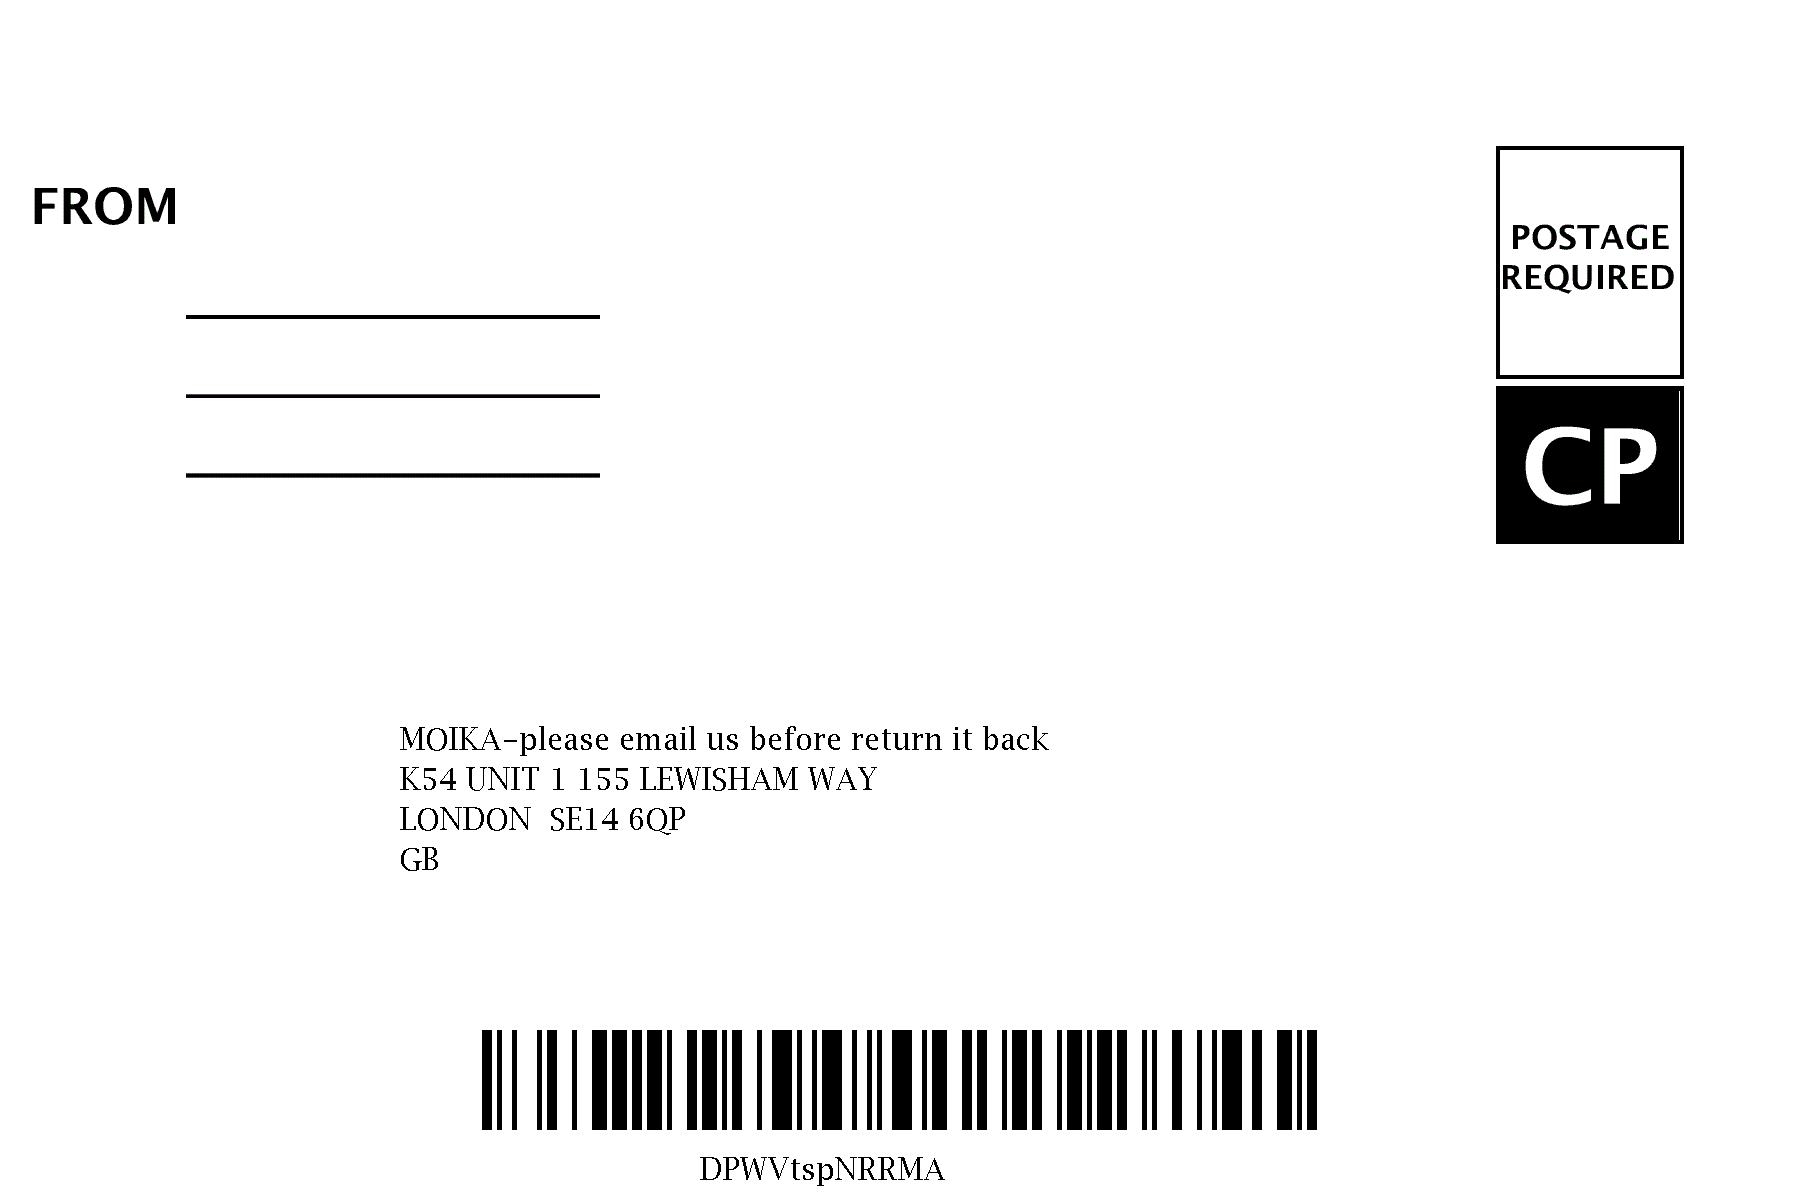 FROM
POSTAGE
REQUIRED
CP
MOIKA-please email us before return it back
K54 UNIT 1 155 LEWISHAM WAY
LONDON  SE14 6QP
GB
DPWVtspNRRMA